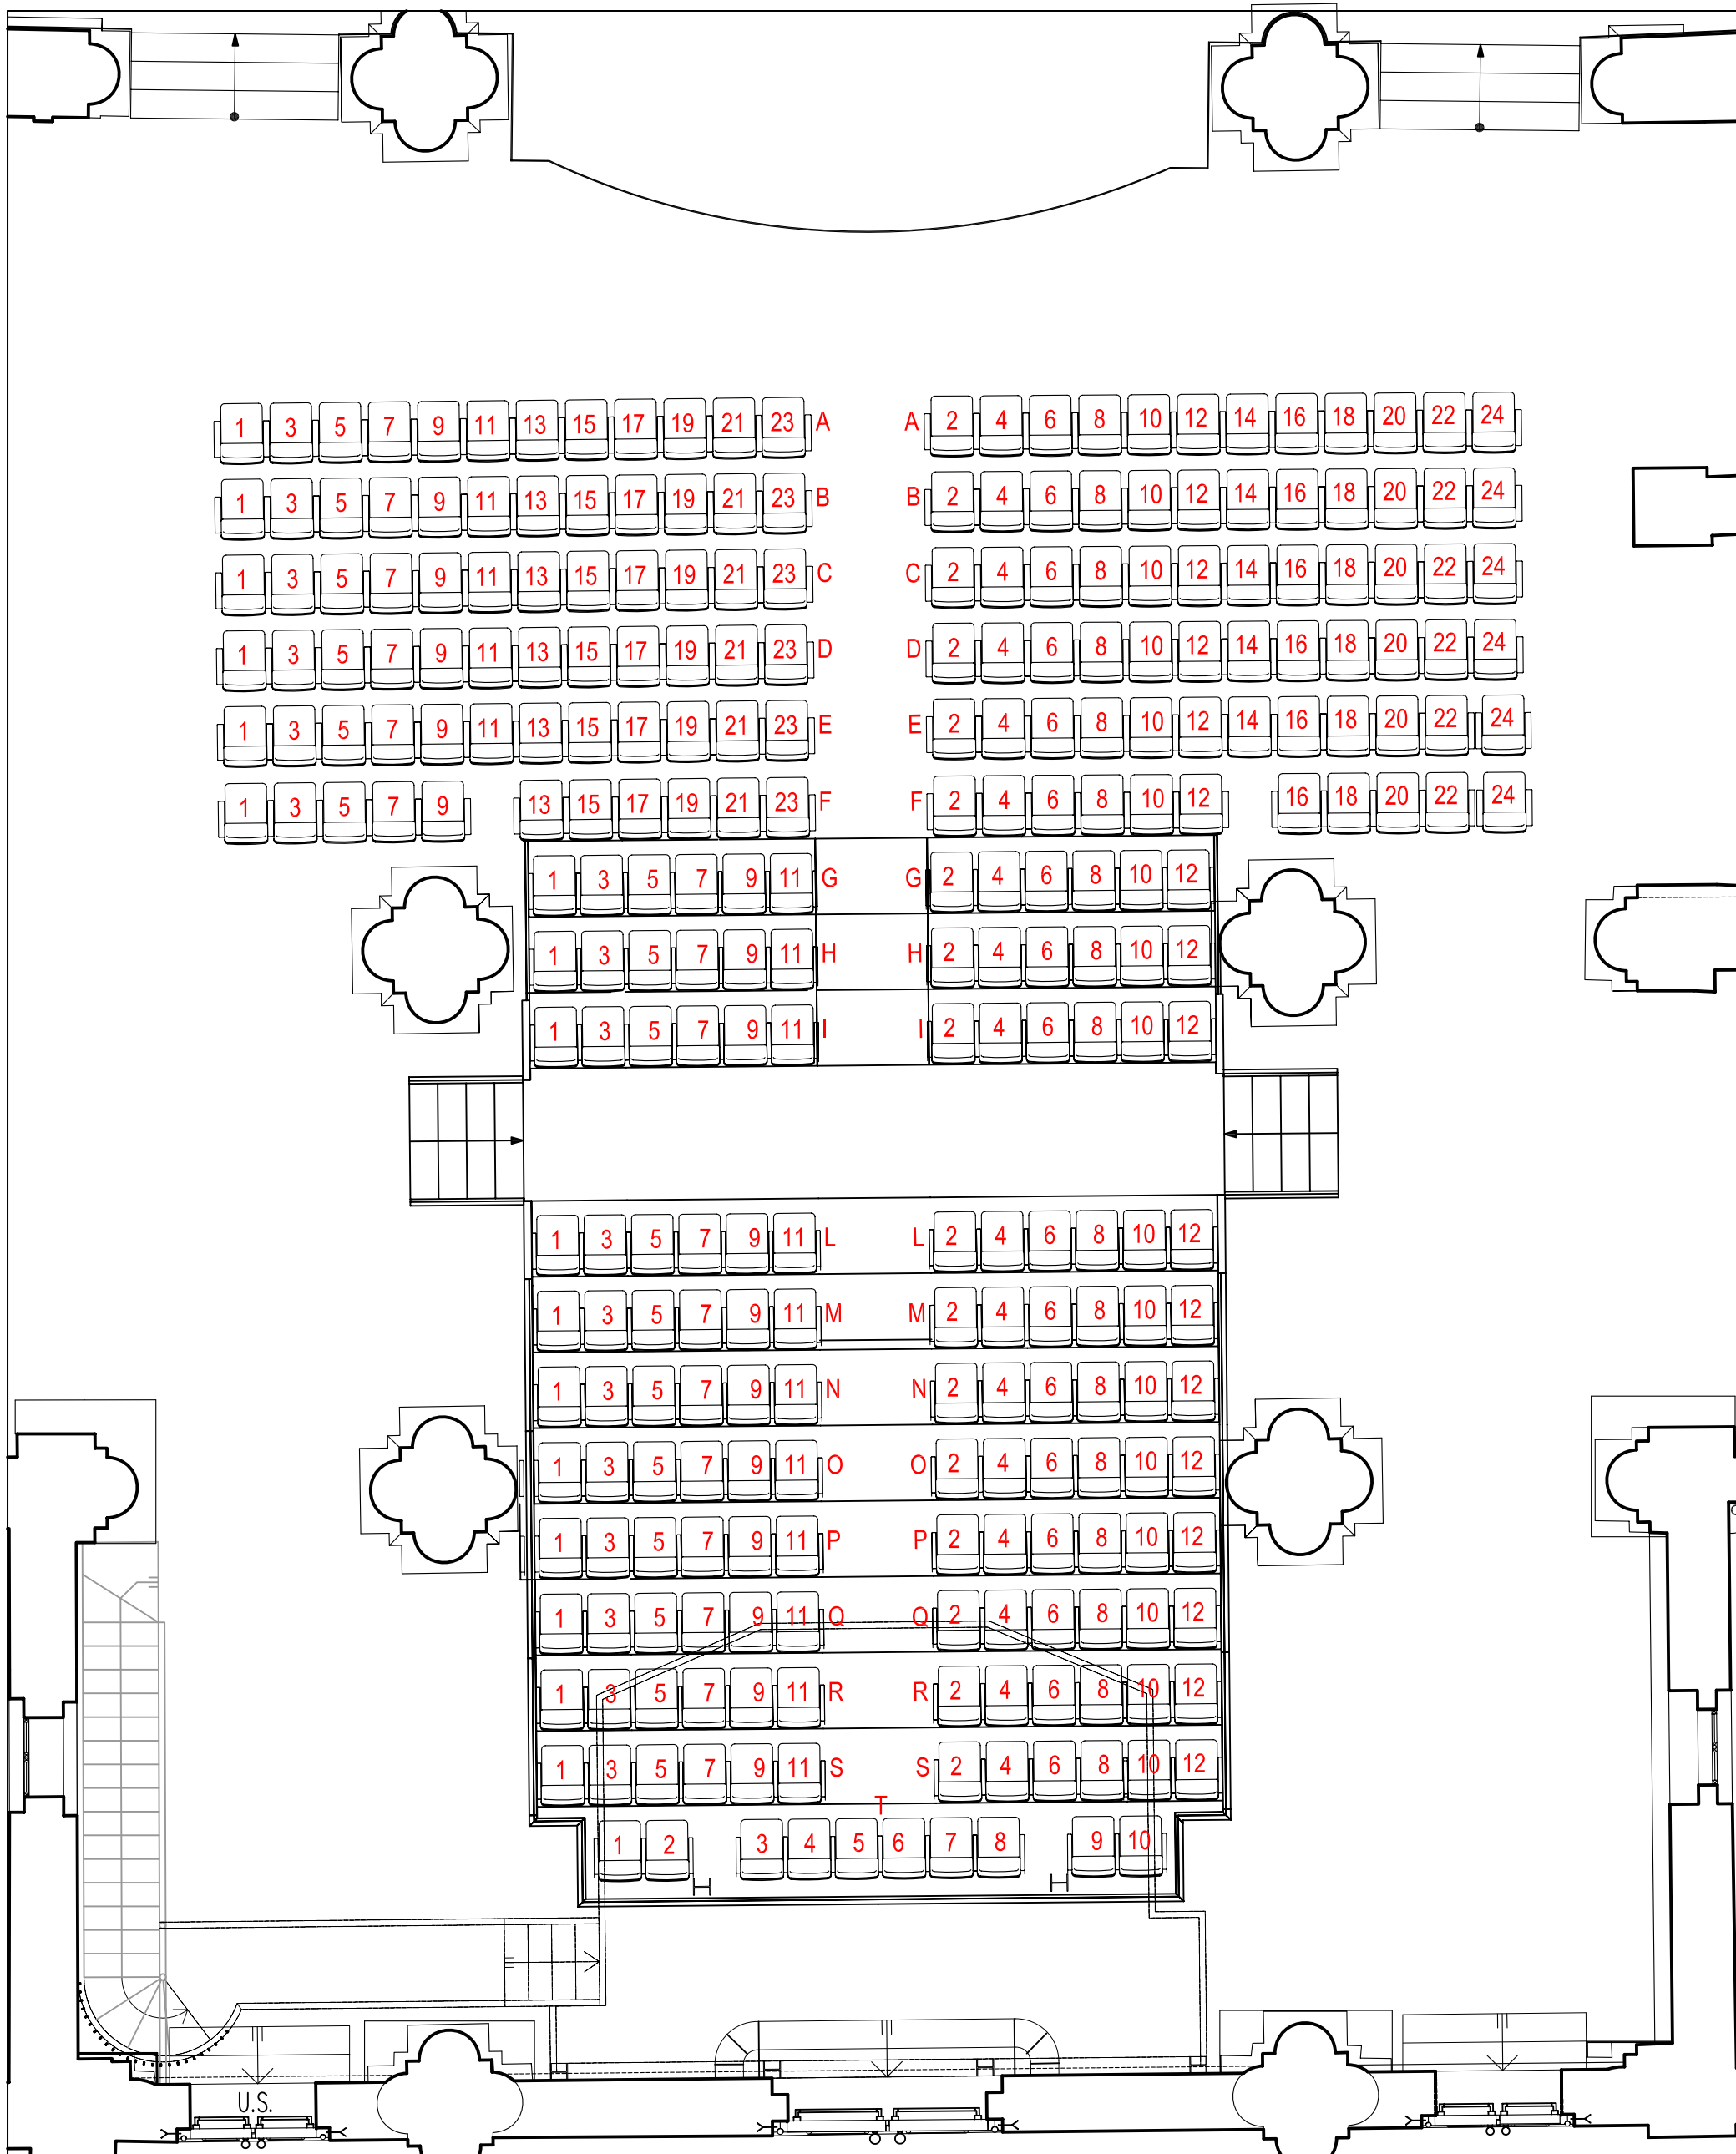 1 3 5 7 9 11 13 15 17 19 21 23 A A 2 4 6 8 10 12 14 16 18 20 22 24
1 3 5 7 9 11 13 15 17 19 21 23 B B 2 4 6 8 10 12 14 16 18 20 22 24
1 3 5 7 9 11 13 15 17 19 21 23 C C 2 4 6 8 10 12 14 16 18 20 22 24
1 3 5 7 9 11 13 15 17 19 21 23 D D 2 4 6 8 10 12 14 16 18 20 22 24
1 3 5 7 9 11 13 15 17 19 21 23 E E 2 4 6 8 10 12 14 16 18 20 22 24
1 3 5 7 9 13 15 17 19 21 23 F F 2 4 6 8 10 12 16 18 20 22 24
1 3 5 7 9 11 G G 2 4 6 8 10 12
1 3 5 7 9 11 H H 2 4 6 8 10 12
1 3 5 7 9 11 I I 2 4 6 8 10 12
1 3 5 7 9 11 L L 2 4 6 8 10 12
1 3 5 7 9 11 M M 2 4 6 8 10 12
1 3 5 7 9 11 N N 2 4 6 8 10 12
1 3 5 7 9 11 O O 2 4 6 8 10 12
1 3 5 7 9 11 P P 2 4 6 8 10 12
1 3 5 7 9 11 Q Q 2 4 6 8 10 12
1 3 5 7 9 11 R R 2 4 6 8 10 12
1 3 5 7 9 11 S S 2 4 6 8 10 12
T
1 2 3 4 5 6 7 8 9 10
U.S.